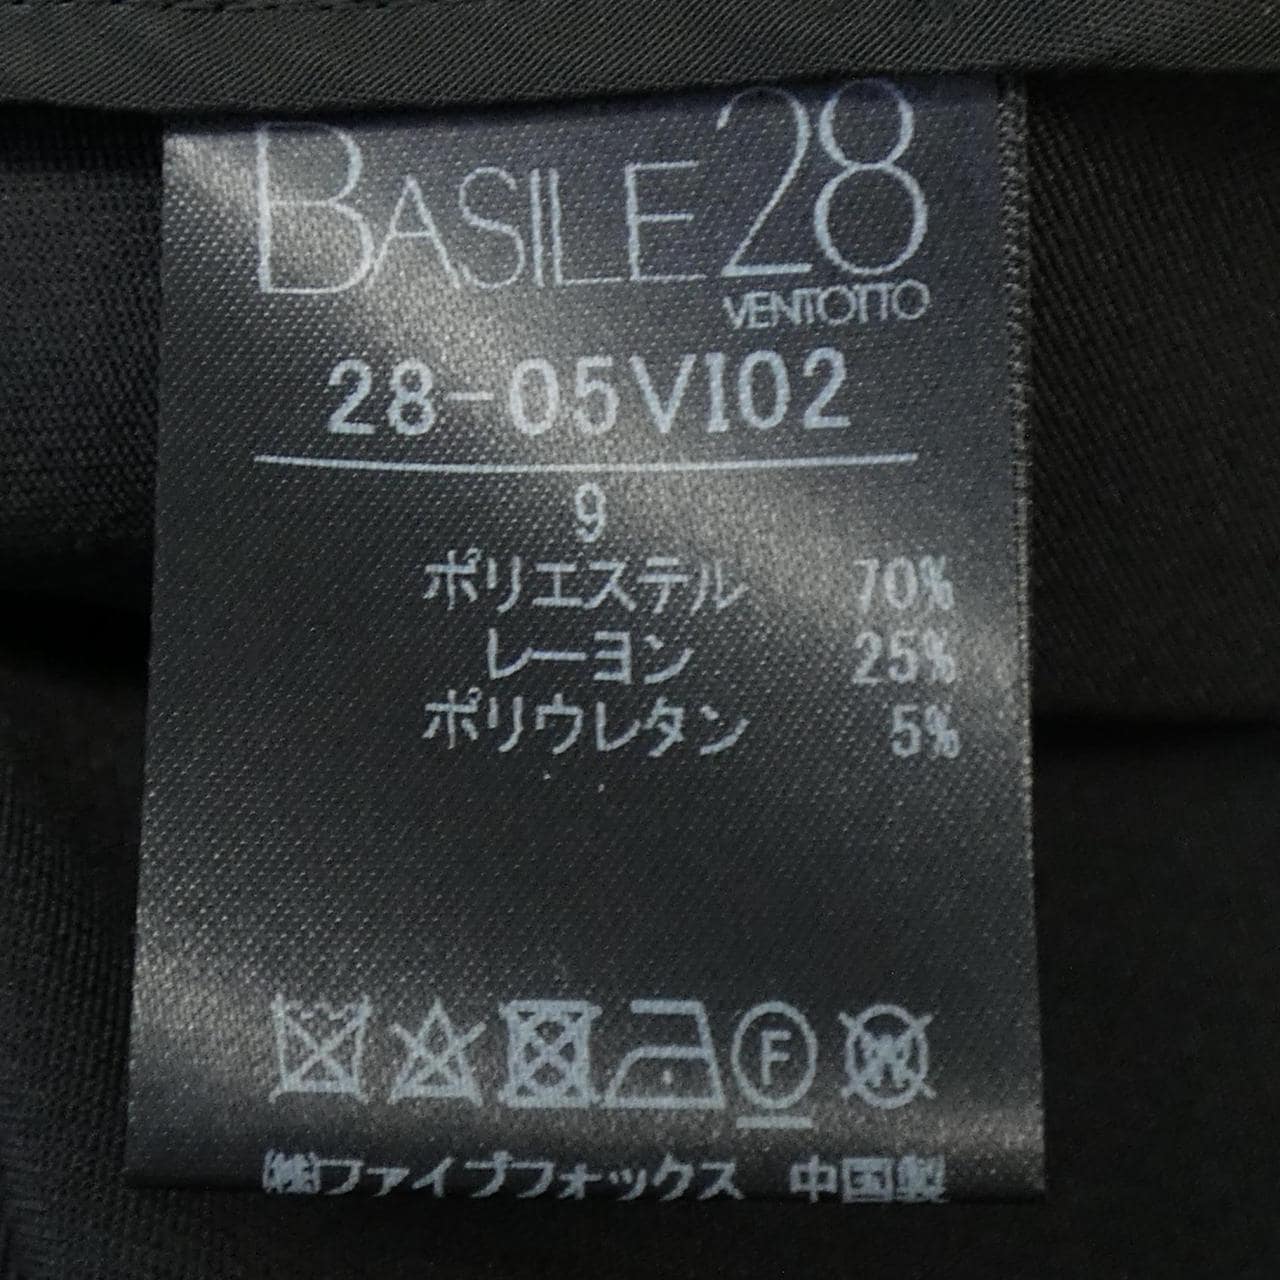 BASILE28
VENTOTTO
28-05VI02
9
ポリエステル 70%
レーヨン 25%
ポリウレタン 5%
F
W
㈱ファイブフォックス 中国製